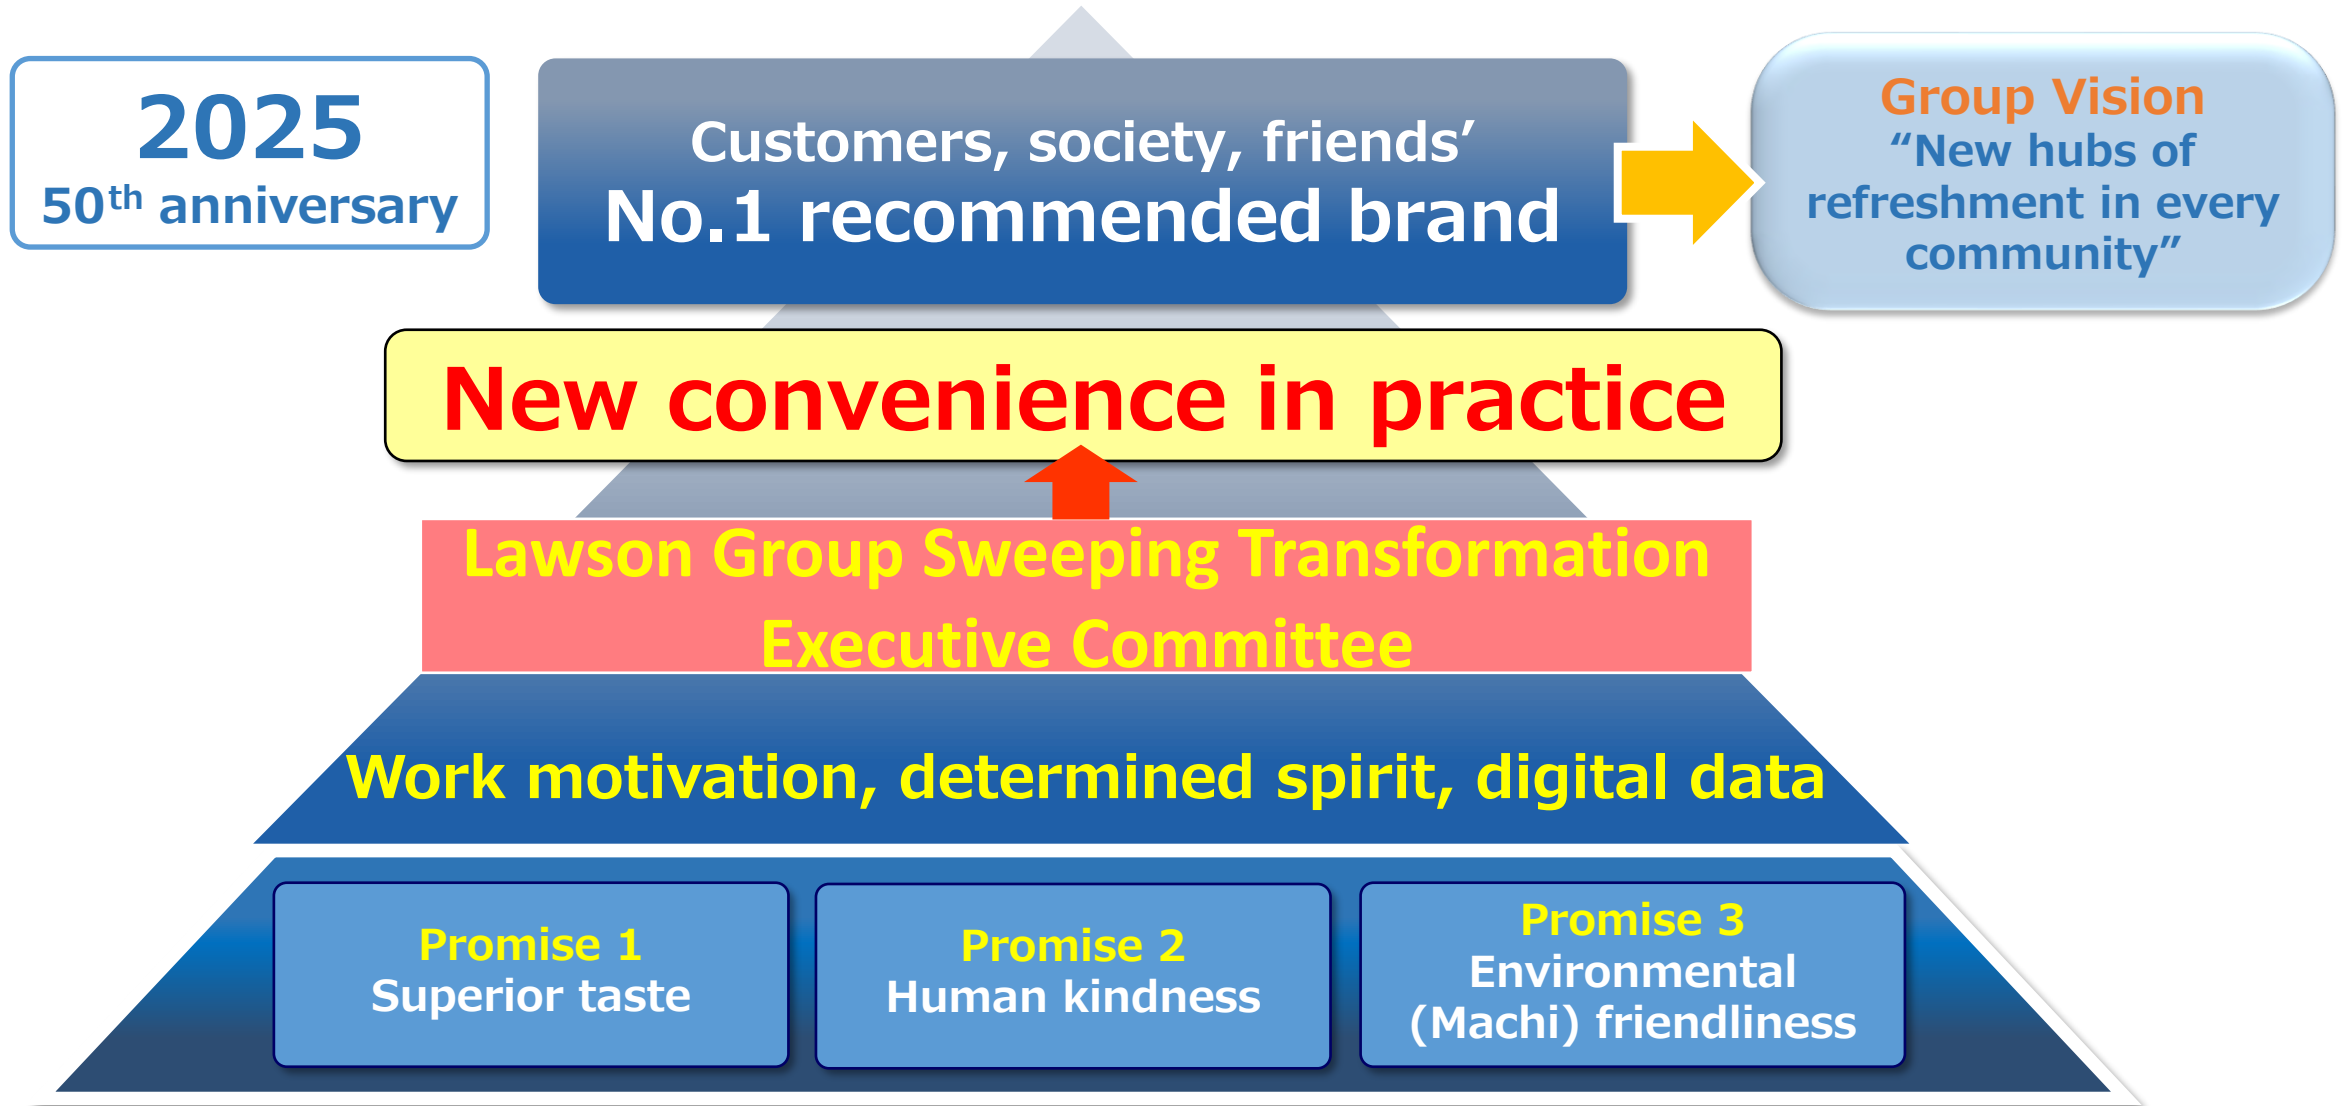 2025
50th anniversary
Customers, society, friends’
No.1 recommended brand
Group Vision
“New hubs of
refreshment in every
community”
New convenience in practice
Lawson Group Sweeping Transformation
Executive Committee
Work motivation, determined spirit, digital data
Promise 1
Superior taste
Promise 2
Human kindness
Promise 3
Environmental
(Machi) friendliness